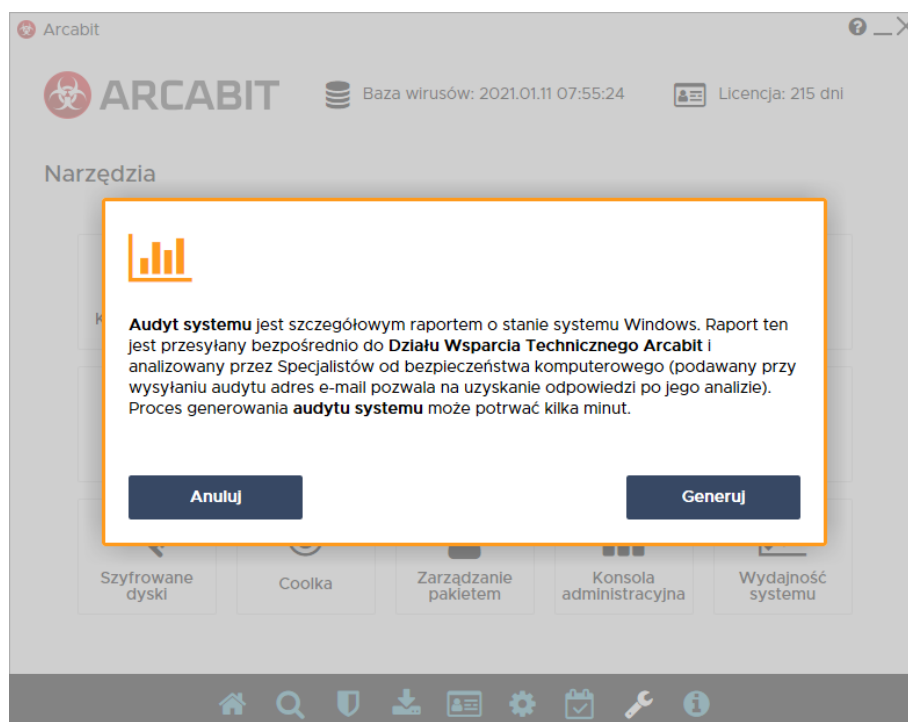 Arcabit
ARCABIT
Baza wirusów: 2021.01.11 07:55:24
Licencja: 215 dni
Narzędzia
K
Audyt systemu jest szczegółowym raportem o stanie systemu Windows. Raport ten
jest przesyłany bezpośrednio do Działu Wsparcia Technicznego Arcabit i
analizowany przez Specjalistów od bezpieczeństwa komputerowego (podawany przy
wysyłaniu audytu adres e-mail pozwala na uzyskanie odpowiedzi po jego analizie).
Proces generowania audytu systemu może potrwać kilka minut.
Anuluj
Generuj
Szyfrowane
dyski
Coolka
Zarządzanie
pakietem
Konsola
administracyjna
Wydajność
systemu